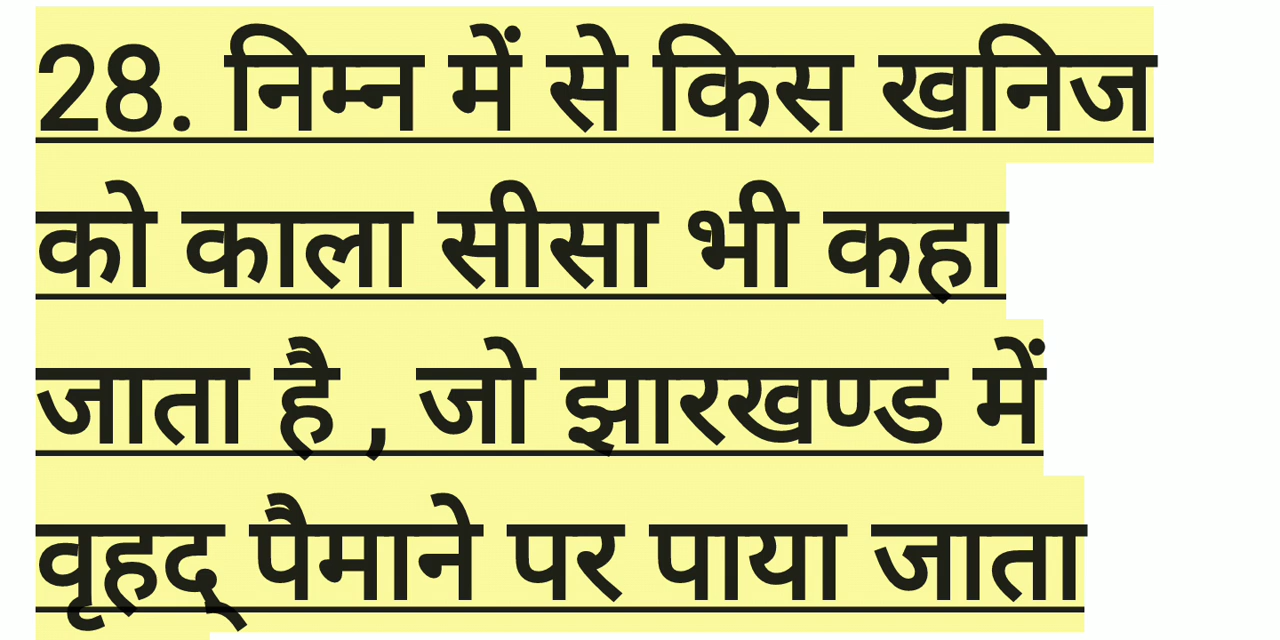 28. निम्न में से किस खनिज
को काला सीसा भी कहा
जाता है , जो झारखण्ड में
वृहद् पैमाने पर पाया जाता